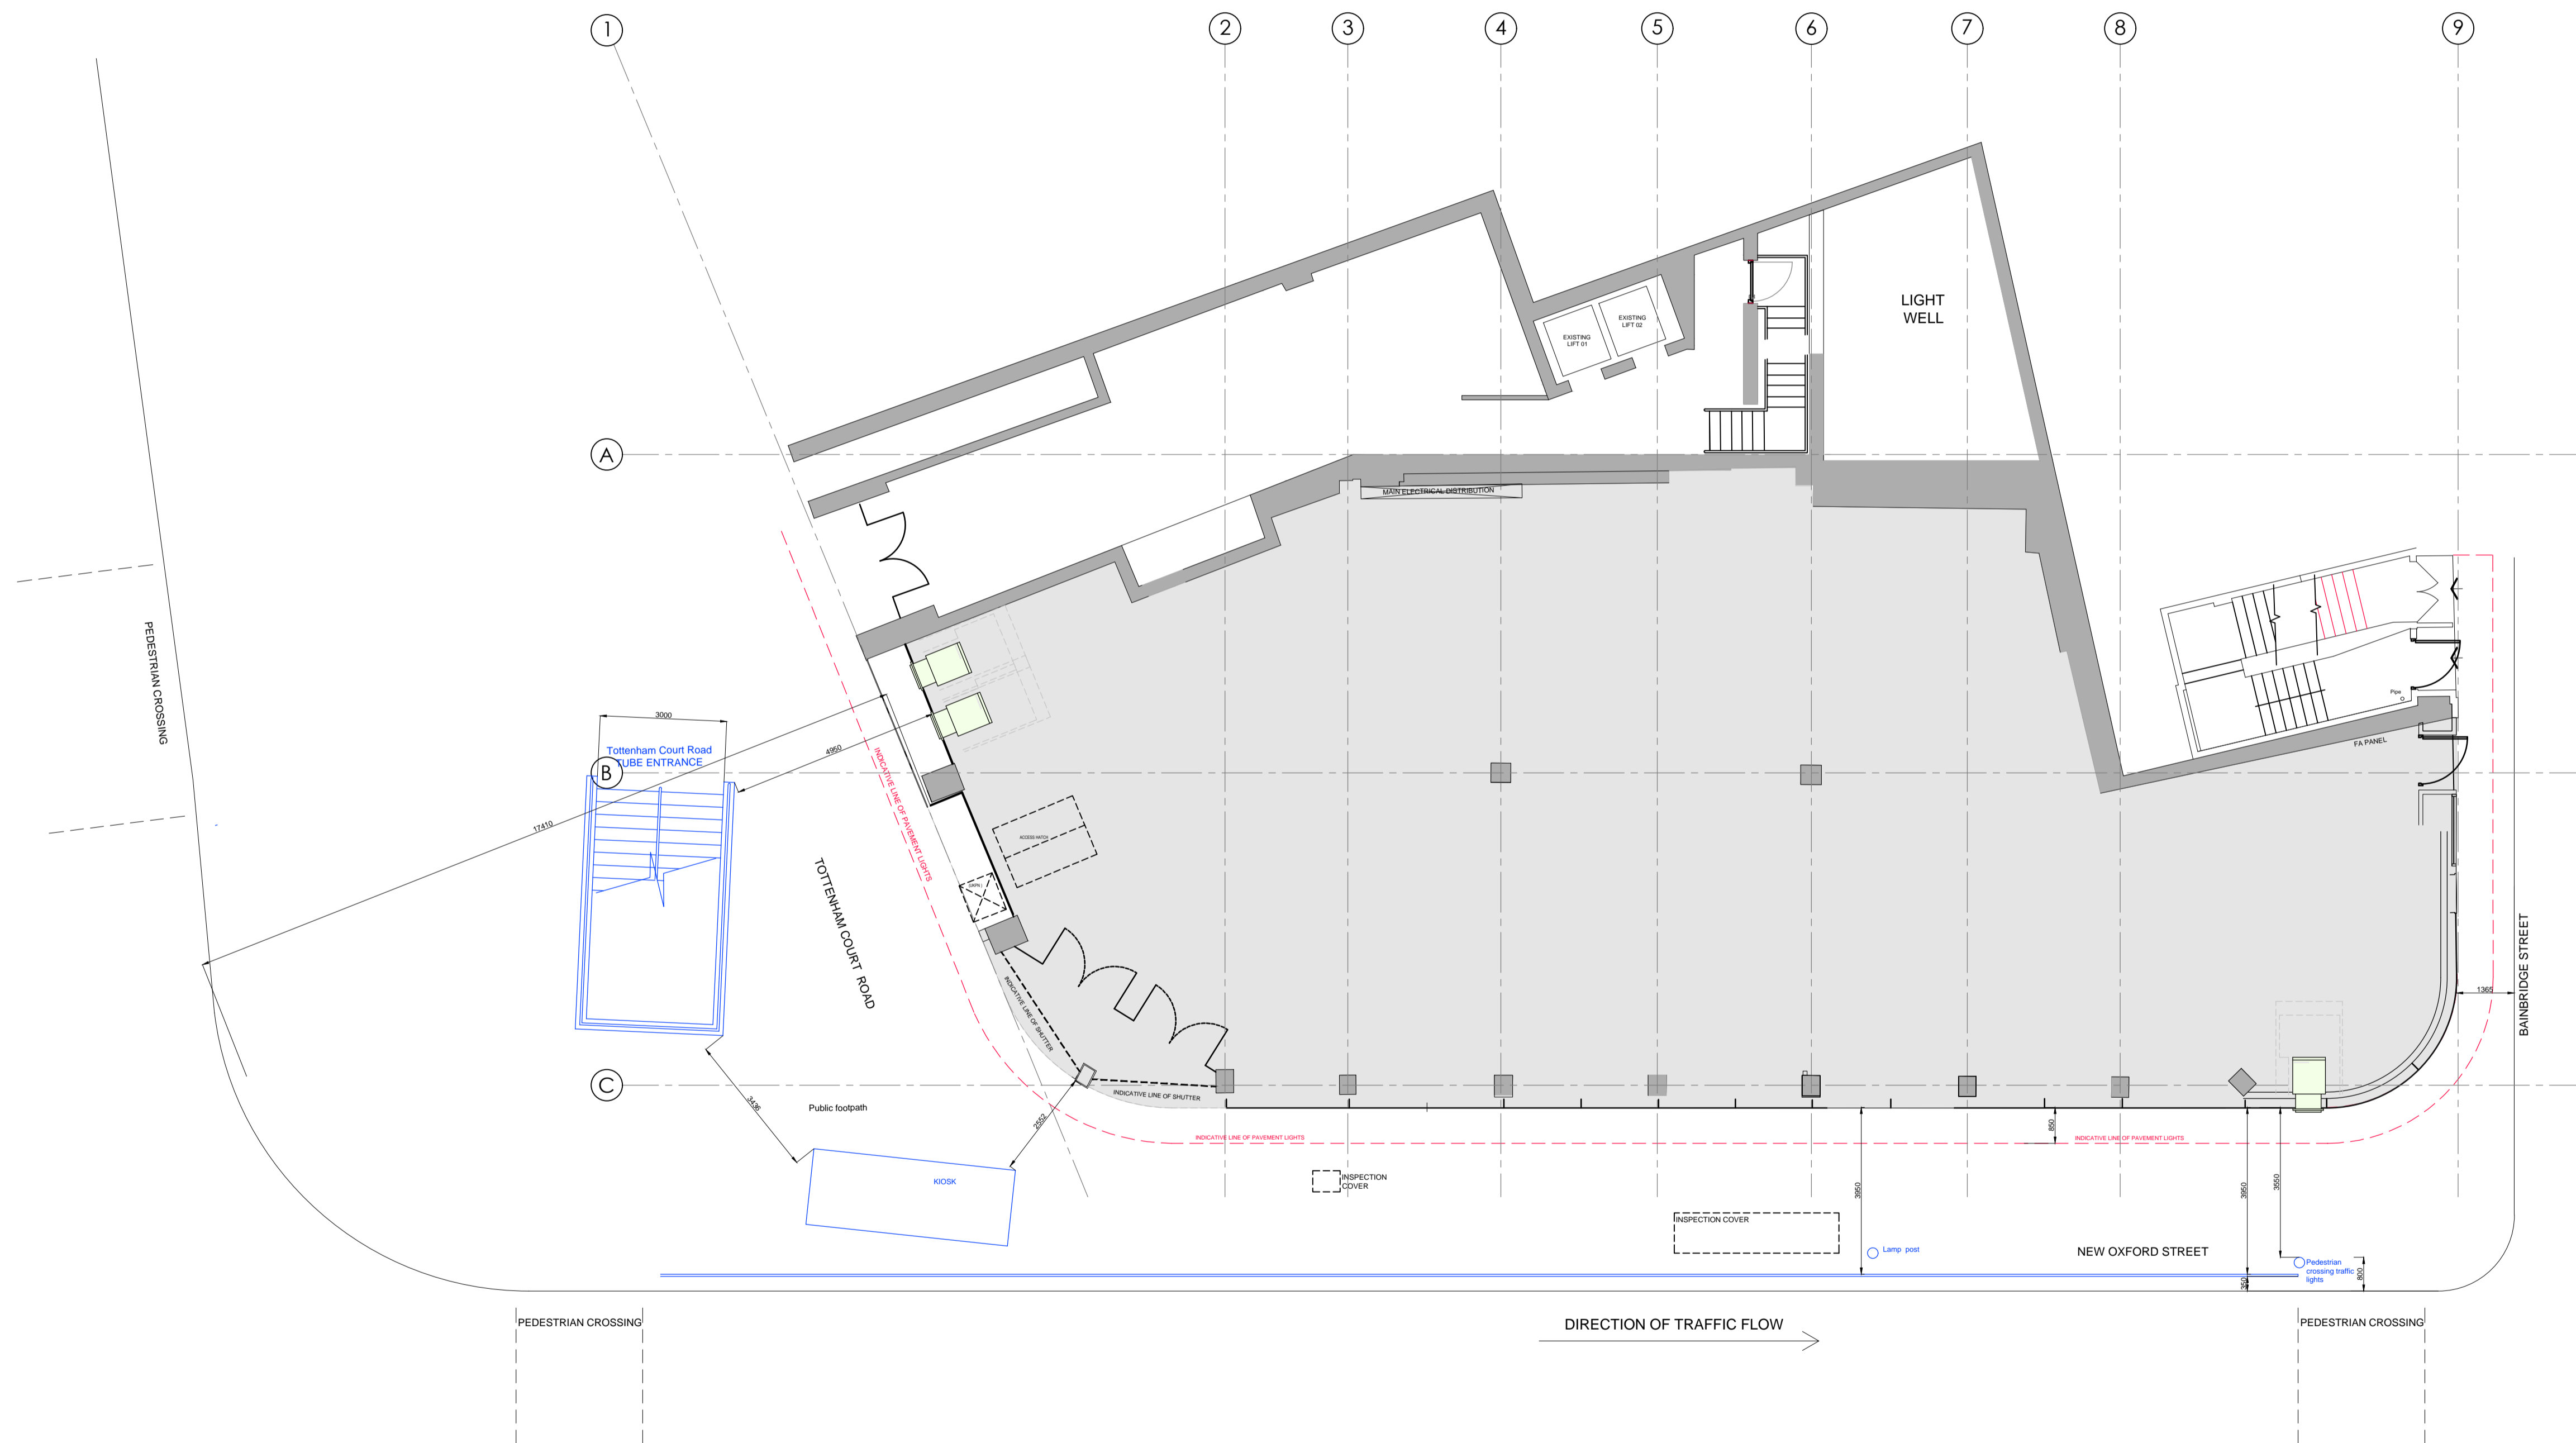 1
2
3
4
5
6
7
8
9
LIGHT
WELL
EXISTING
LIFT 01
EXISTING
LIFT 02
A
MAIN ELECTRICAL DISTRIBUTION
PEDESTRIAN CROSSING
3000
Tottenham Court Road
TUBE ENTRANCE
B
4950
17410
INDICATIVE LINE OF PAVEMENT LIGHTS
TOTTENHAM COURT ROAD
ACCESS HATCH
(UKPN )
Pipe
FA PANEL
BAINBRIDGE STREET
1365
INDICATIVE LINE OF SHUTTER
INDICATIVE LINE OF SHUTTER
C
3436
Public footpath
2552
KIOSK
INDICATIVE LINE OF PAVEMENT LIGHTS
INDICATIVE LINE OF PAVEMENT LIGHTS
850
INSPECTION
COVER
3950
3950
3550
INSPECTION COVER
Lamp post
NEW OXFORD STREET
Pedestrian
crossing traffic
lights
350
800
PEDESTRIAN CROSSING
DIRECTION OF TRAFFIC FLOW
PEDESTRIAN CROSSING